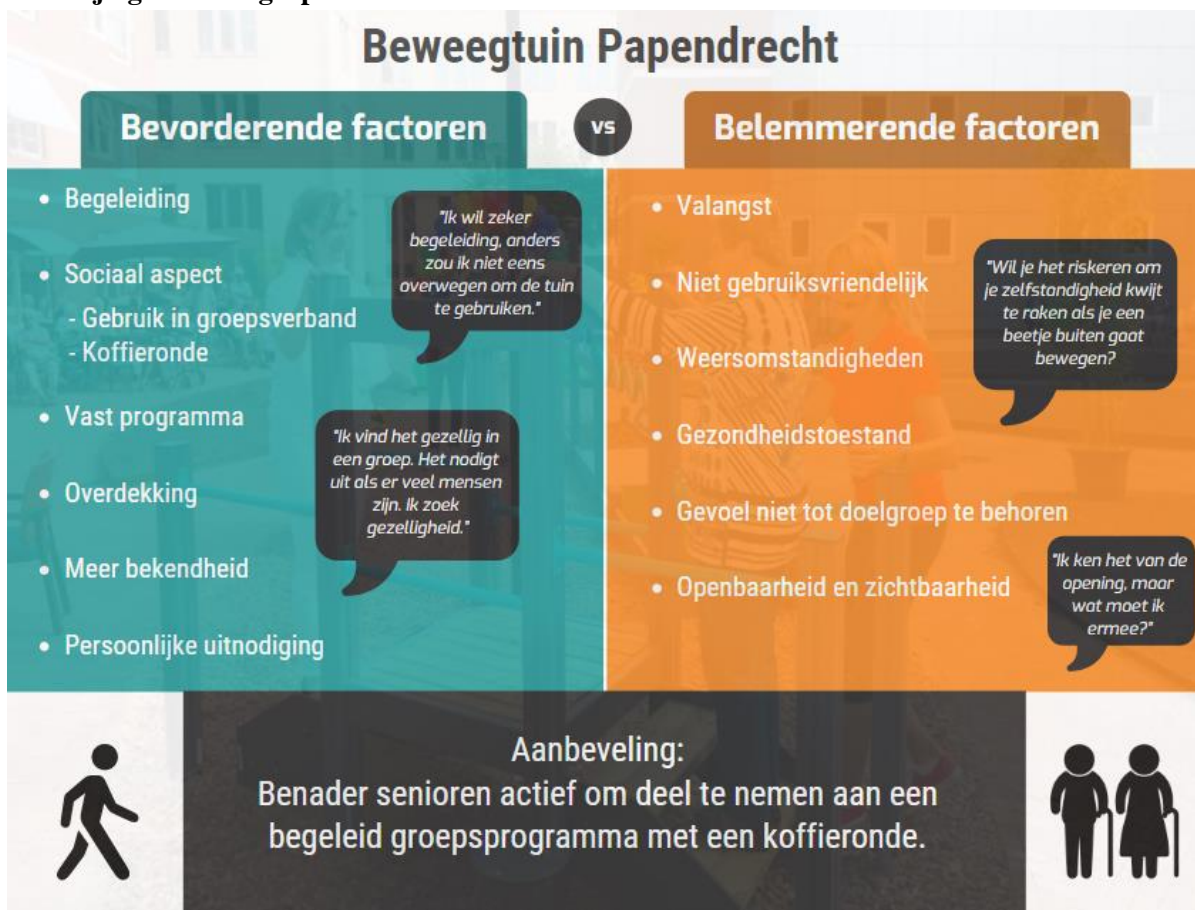 Beweegtuin Papendrecht
Bevorderende factoren
vs
Belemmerende factoren
• Begeleiding
• Sociaal aspect
- Gebruik in groepsverband
- Koffieronde
• Vast programma
• Overdekking
• Meer bekendheid
• Persoonlijke uitnodiging
"Ik wil zeker
begeleiding, anders
zou ik niet eens
overwegen om de tuin
te gebruiken."
"Ik vind het gezellig in
een groep. Het nodigt
uit als er veel mensen
zijn. Ik zoek
gezelligheid."
• Valangst
• Niet gebruiksvriendelijk
• Weersomstandigheden
• Gezondheidstoestand
• Gevoel niet tot doelgroep te behoren
• Openbaarheid en zichtbaarheid
"Wil je het riskeren om
je zelfstandigheid kwijt
te raken als je een
beetje buiten gaat
bewegen?
"Ik ken het van de
opening, maar
wat moet ik
ermee?"
Aanbeveling:
Benader senioren actief om deel te nemen aan een
begeleid groepsprogramma met een koffieronde.